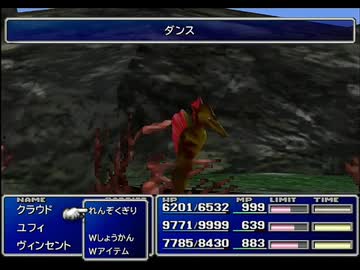 ダンス
NAME HP MP LIMIT TIME
クラウド 6201/6532 999
ユフィ 9771/9999 639
ヴィンセント 7785/8430 883
れんぞくぎり
Wしょうかん
Wアイテム